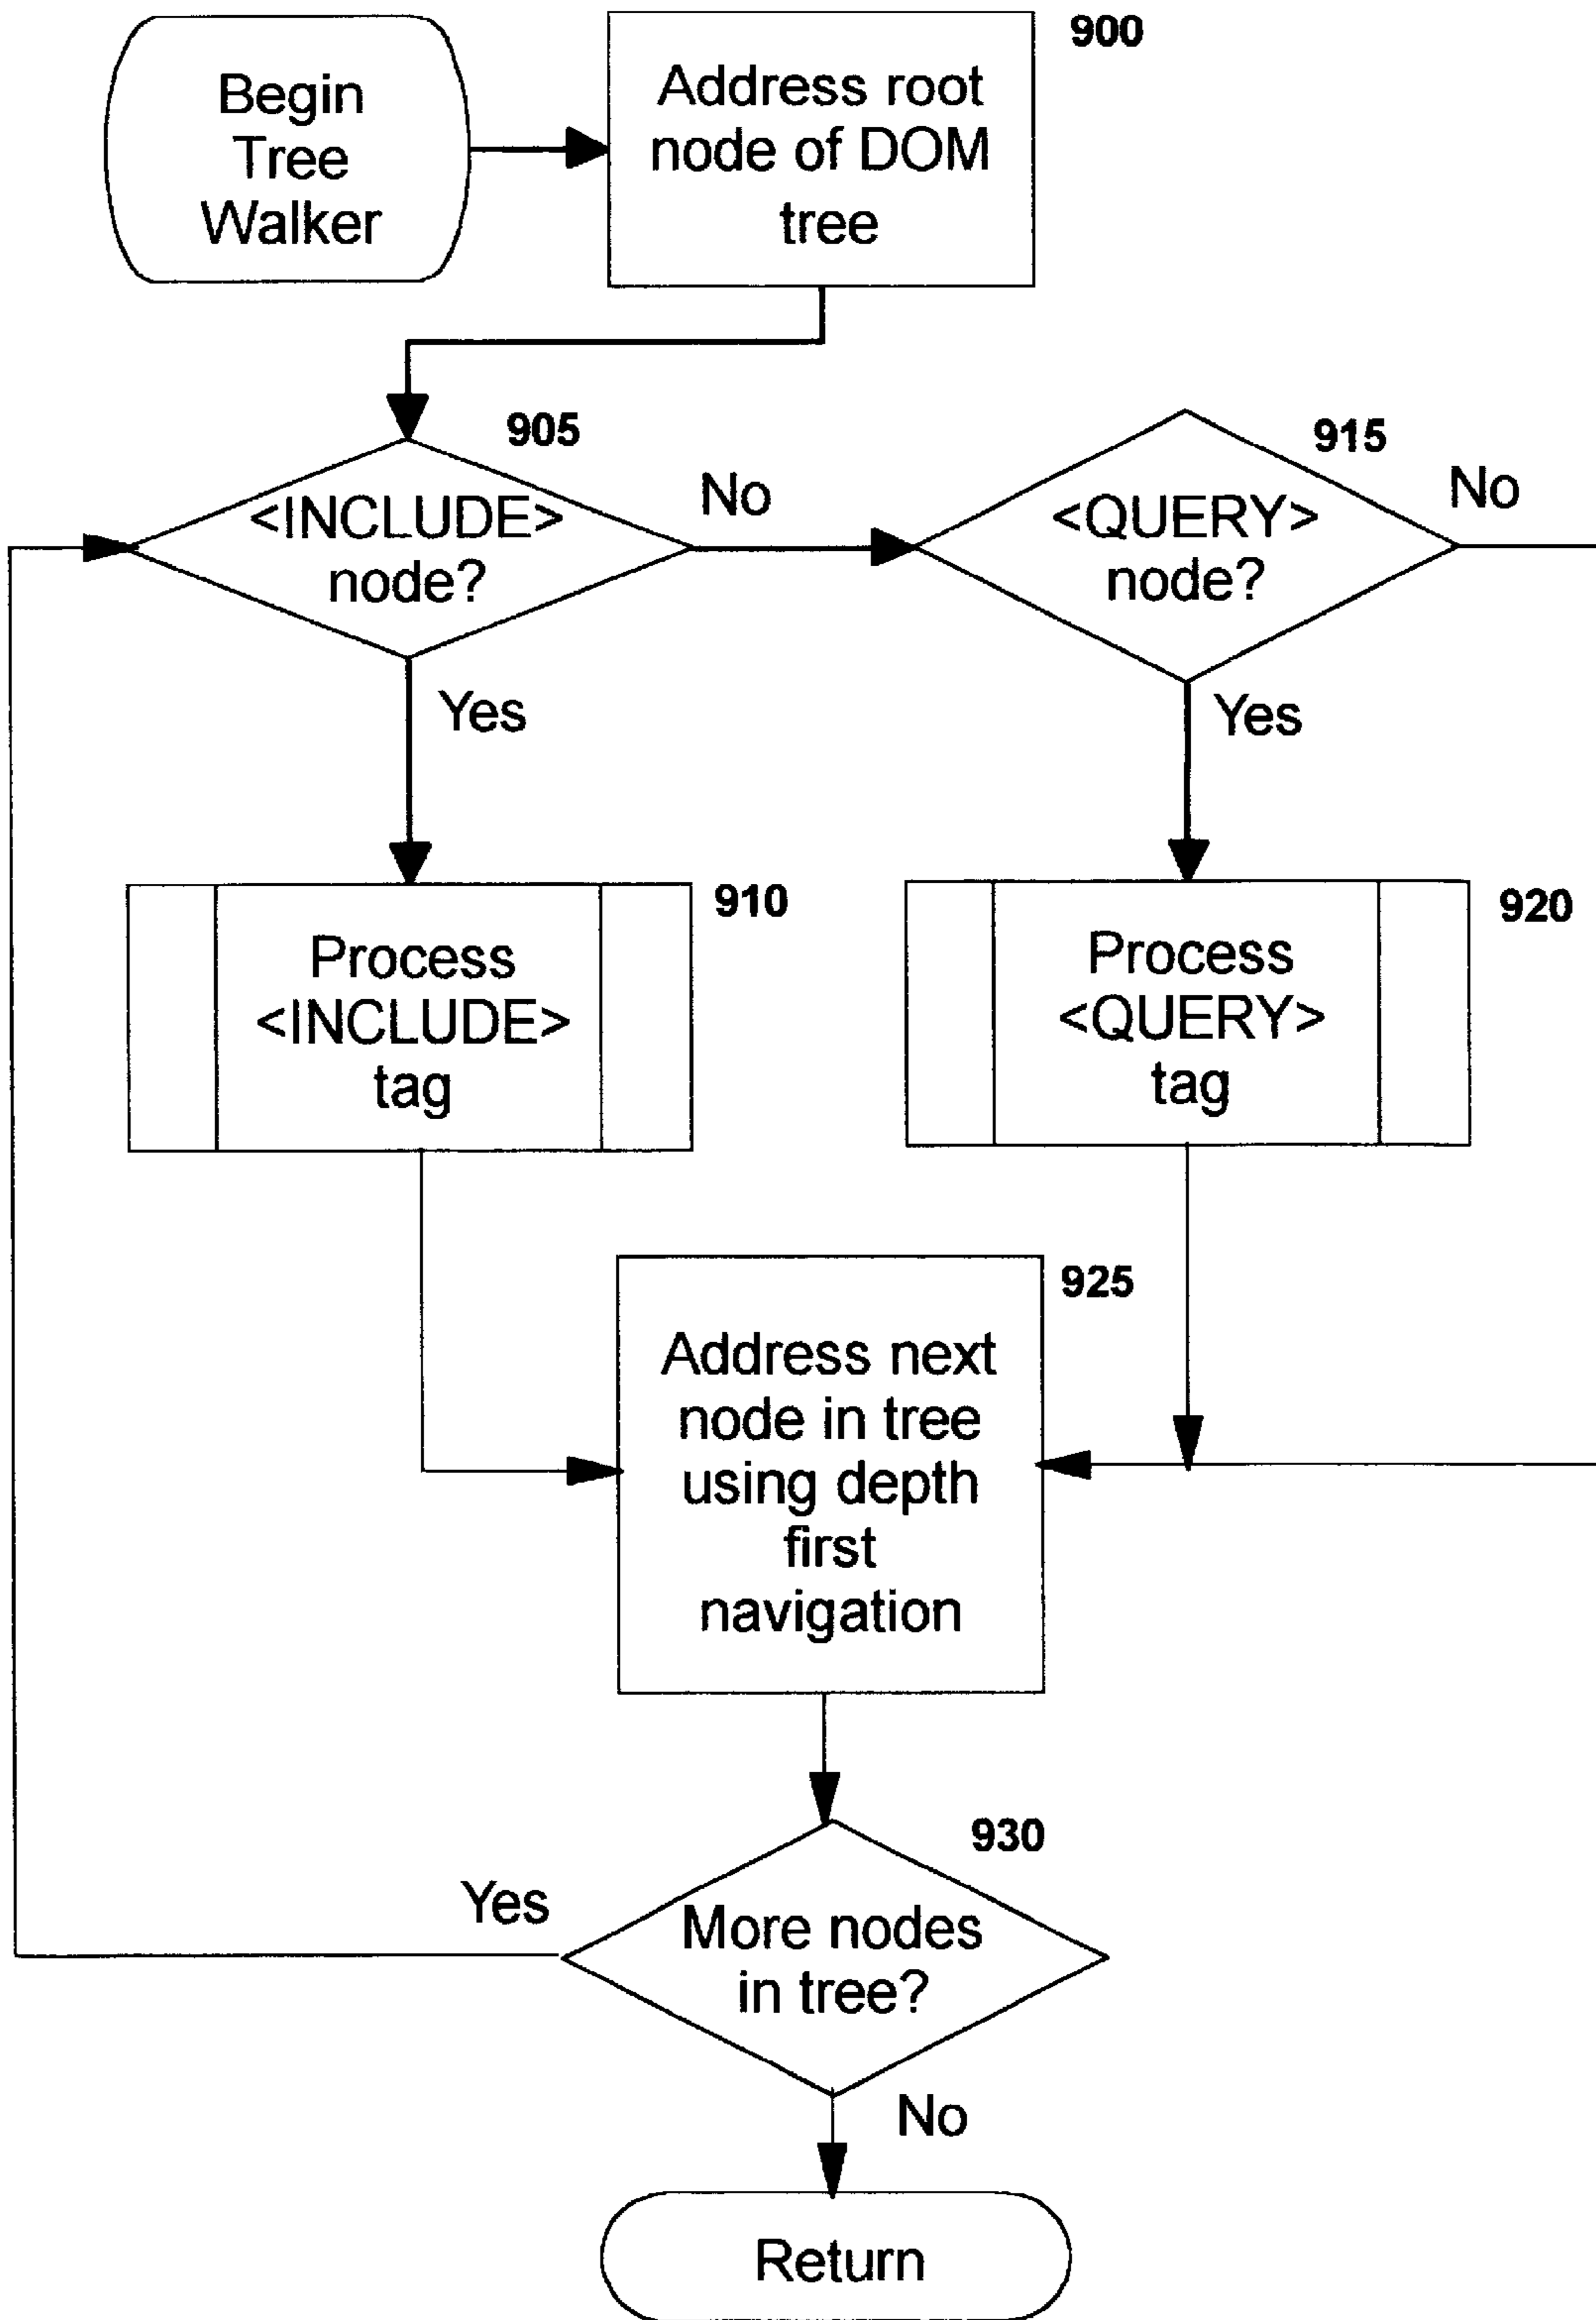 Begin
Tree
Walker
900
Address root
node of DOM
tree
905
<INCLUDE>
node?
No
Yes
915
<QUERY>
node?
No
Yes
910
Process
<INCLUDE>
tag
920
Process
<QUERY>
tag
925
Address next
node in tree
using depth
first
navigation
930
More nodes
in tree?
Yes
No
Return